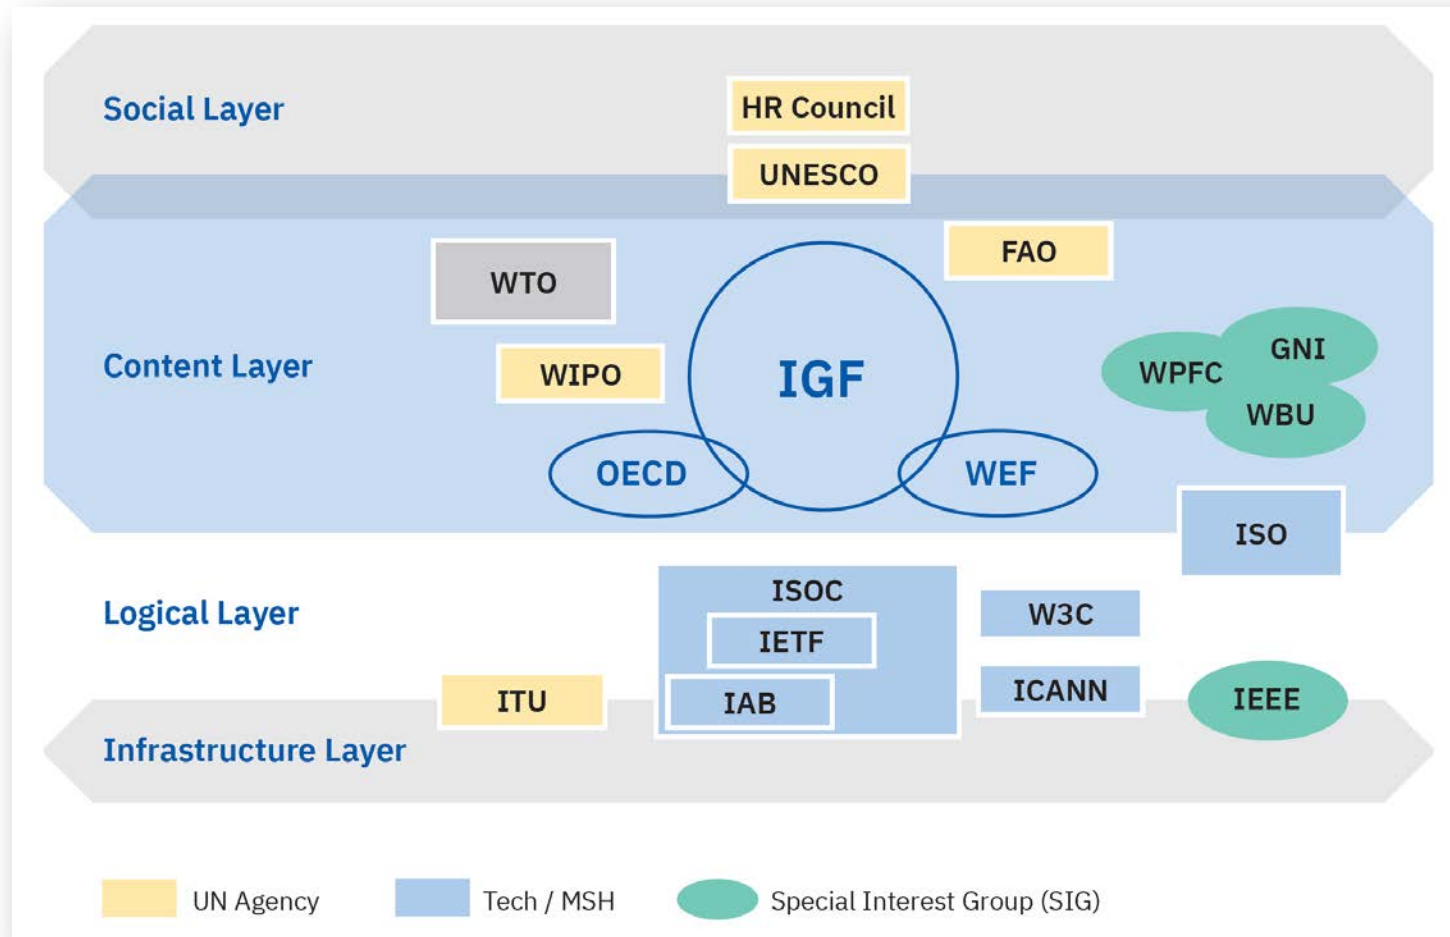 Social Layer
HR Council
UNESCO
FAO
WTO
Content Layer
WIPO
IGF
GNI
WPFC
WBU
OECD
WEF
ISO
Logical Layer
ISOC
IETF
W3C
IAB
ICANN
ITU
IEEE
Infrastructure Layer
UN Agency
Tech / MSH
Special Interest Group (SIG)